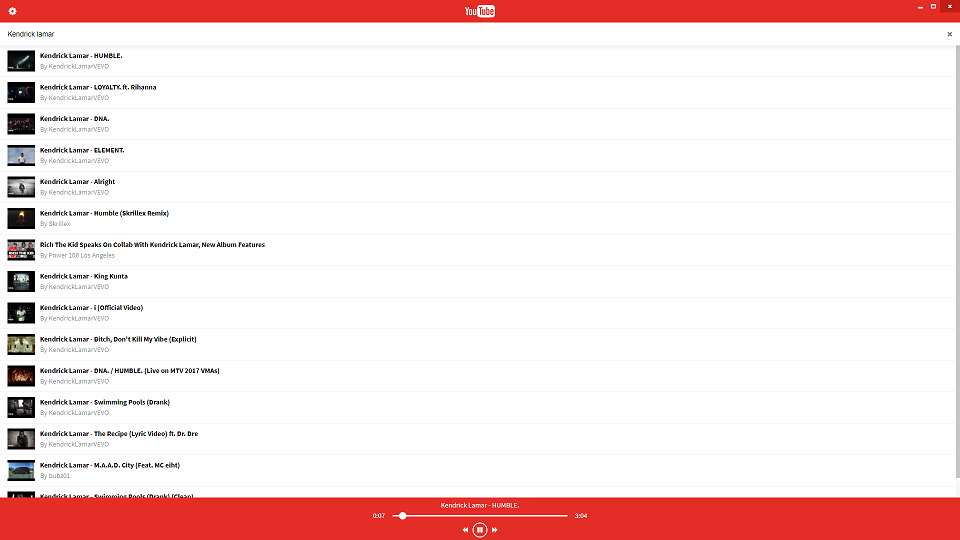 YouTube
Kendrick lamar
Kendrick Lamar - HUMBLE.
By KendrickLamarVEVO
Kendrick Lamar - LOYALTY. ft. Rihanna
By KendrickLamarVEVO
Kendrick Lamar - DNA.
By KendrickLamarVEVO
Kendrick Lamar - ELEMENT.
By KendrickLamarVEVO
Kendrick Lamar - Alright
By KendrickLamarVEVO
Kendrick Lamar - Humble (Skrillex Remix)
By Skrillex
Rich The Kid Speaks On Collab With Kendrick Lamar, New Album Features
By Power 106 Los Angeles
Kendrick Lamar - King Kunta
By KendrickLamarVEVO
Kendrick Lamar - i (Official Video)
By KendrickLamarVEVO
Kendrick Lamar - Bitch, Don't Kill My Vibe (Explicit)
By KendrickLamarVEVO
Kendrick Lamar - DNA. / HUMBLE. (Live on MTV 2017 VMAs)
By KendrickLamarVEVO
Kendrick Lamar - Swimming Pools (Drank)
By KendrickLamarVEVO
Kendrick Lamar - The Recipe (Lyric Video) ft. Dr. Dre
By KendrickLamarVEVO
Kendrick Lamar - M.A.A.D. City (Feat. MC eiht)
By bubz01
Kendrick Lamar - Swimming Pools (Drank) (Clean)
Kendrick Lamar - HUMBLE.
0:07 3:04